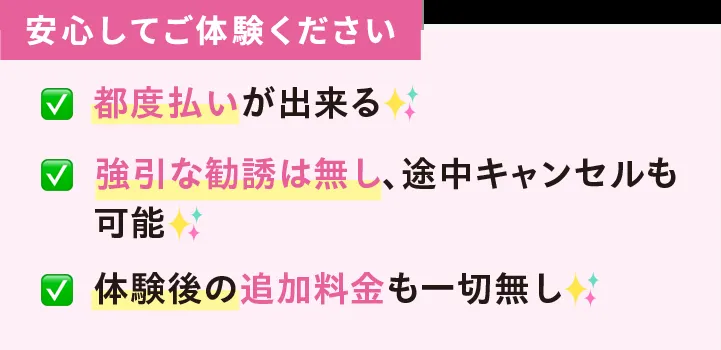 安心してご体験ください
✅ 都度払いが出来る✨
✅ 強引な勧誘は無し、途中キャンセルも
可能✨
✅ 体験後の追加料金も一切無し✨